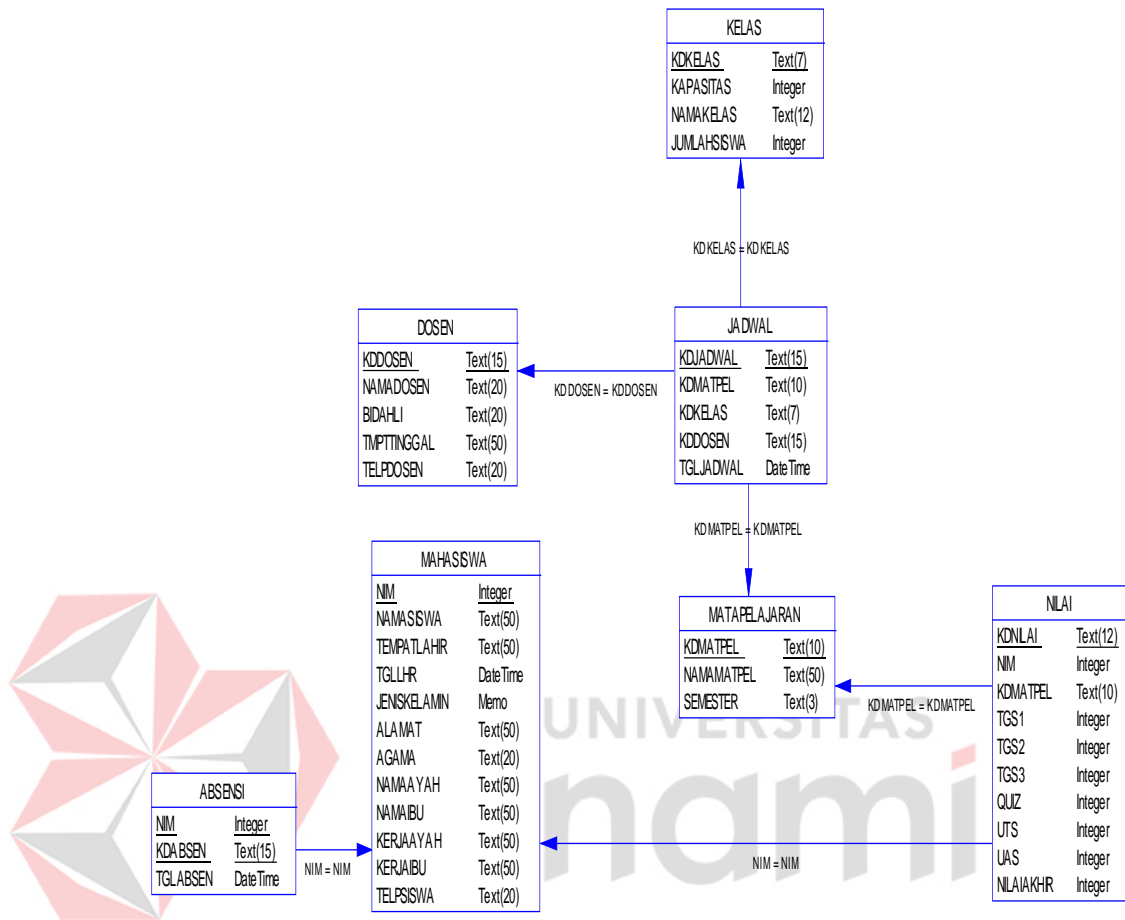 KELAS
KDKELAS Text(7)
KAPASITAS Integer
NAMAKELAS Text(12)
JUMLAHSISWA Integer
KDKELAS = KDKELAS
DOSEN
KDDOSEN Text(15)
NAMADOSEN Text(20)
BIDAHLI Text(20)
TMPTTINGGAL Text(50)
TELPDOSEN Text(20)
KDDOSEN = KDDOSEN
JADWAL
KDJADWAL Text(15)
KDMATPEL Text(10)
KDKELAS Text(7)
KDDOSEN Text(15)
TGLJADWAL DateTime
KDMATPEL = KDMATPEL
MAHASISWA
NIM Integer
NAMASISWA Text(50)
TEMPATLAHIR Text(50)
TGLLHR DateTime
JENISKELAMIN Memo
ALAMAT Text(50)
AGAMA Text(20)
NAMAAYAH Text(50)
NAMAIBU Text(50)
KERJAAYAH Text(50)
KERJAIBU Text(50)
TELPSISWA Text(20)
MATAPELAJARAN
KDMATPEL Text(10)
NAMAMATPEL Text(50)
SEMESTER Text(3)
KDMATPEL = KDMATPEL
NILAI
KDNILAI Text(12)
NIM Integer
KDMATPEL Text(10)
TGS1 Integer
TGS2 Integer
TGS3 Integer
QUIZ Integer
UTS Integer
UAS Integer
NILAIAKHIR Integer
ABSENSI
NIM Integer
KDABSEN Text(15)
TGLABSEN DateTime
NIM = NIM
NIM = NIM
UNIVERSITAS